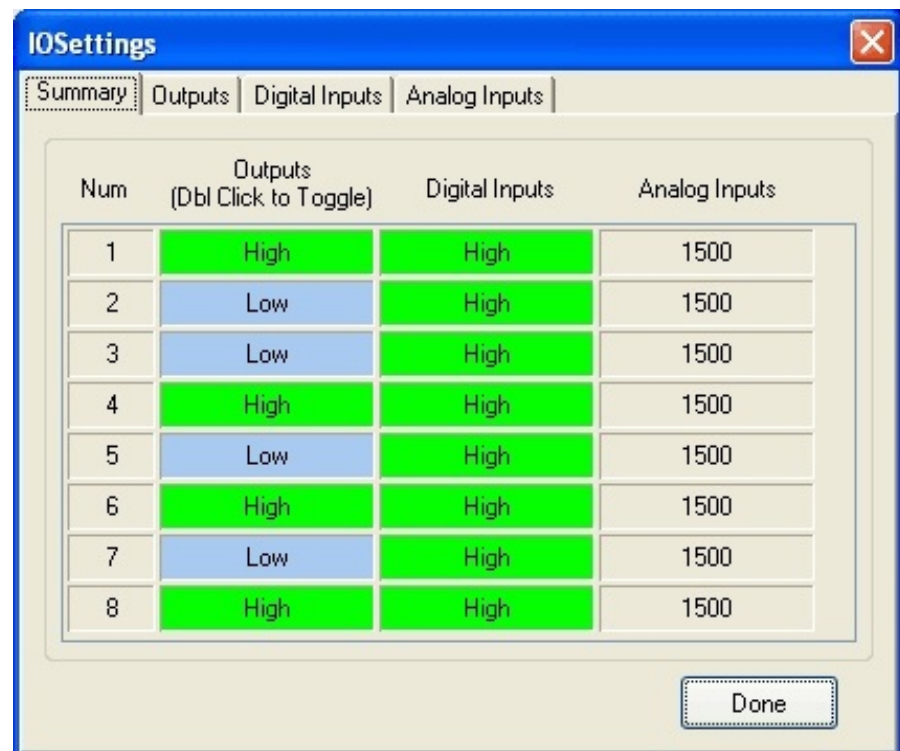 IOSettings
Summary Outputs Digital Inputs Analog Inputs
Num Outputs (Dbl Click to Toggle) Digital Inputs Analog Inputs
1 High High 1500
2 Low High 1500
3 Low High 1500
4 High High 1500
5 Low High 1500
6 High High 1500
7 Low High 1500
8 High High 1500
Done